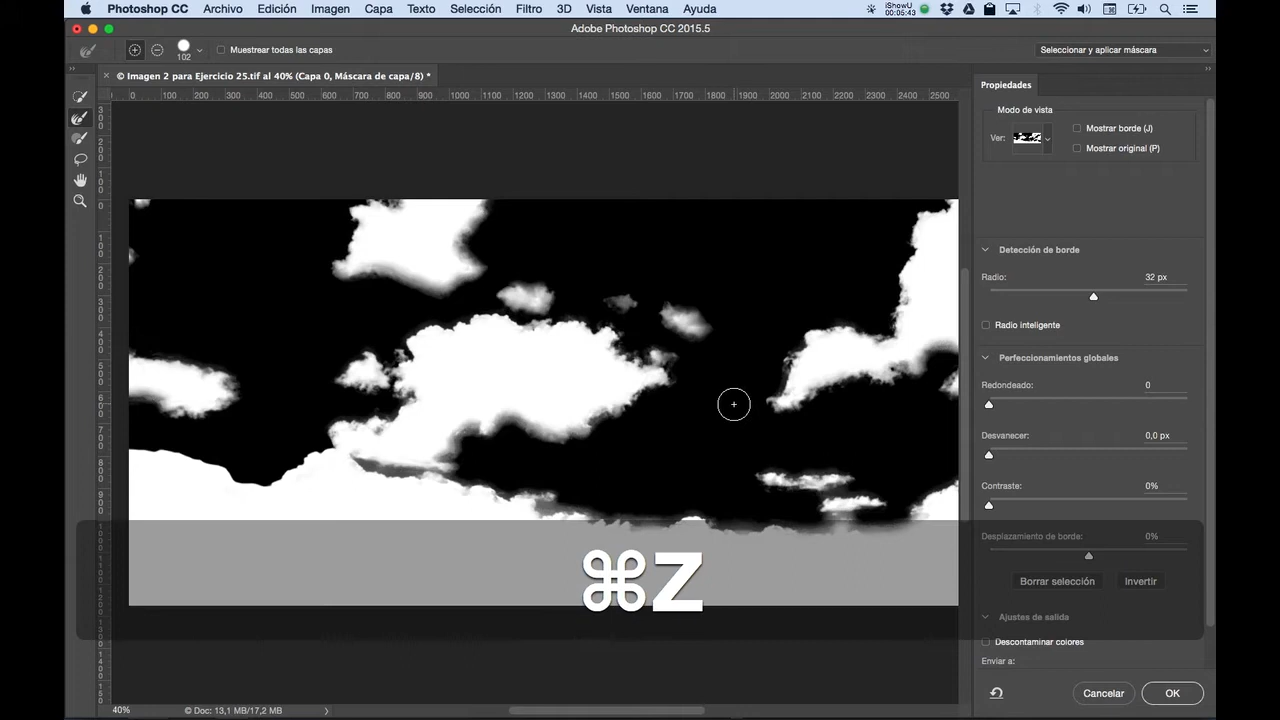 Photoshop CC Archivo Edición Imagen Capa Texto Selección Filtro 3D Vista Ventana Ayuda iShowU 00:05:43
Adobe Photoshop CC 2015.5
102 Muestrear todas las capas Seleccionar y aplicar máscara
© Imagen 2 para Ejercicio 25.tif al 40% (Capa 0, Máscara de capa/8) *
0 100 200 300 400 500 600 700 800 900 1000 1100 1200 1300 1400 1500 1600 1700 1800 1900 2000 2100 2200 2300 2400 2500
Propiedades
Modo de vista
Ver:
Mostrar borde (J)
Mostrar original (P)
Detección de borde
Radio: 32 px
Radio inteligente
Perfeccionamientos globales
Redondeado: 0
Desvanecer: 0,0 px
Contraste: 0%
Desplazamiento de borde: 0%
Borrar selección Invertir
Ajustes de salida
Descontaminar colores
Enviar a:
Cancelar OK
⌘Z
40% © Doc: 13,1 MB/17,2 MB